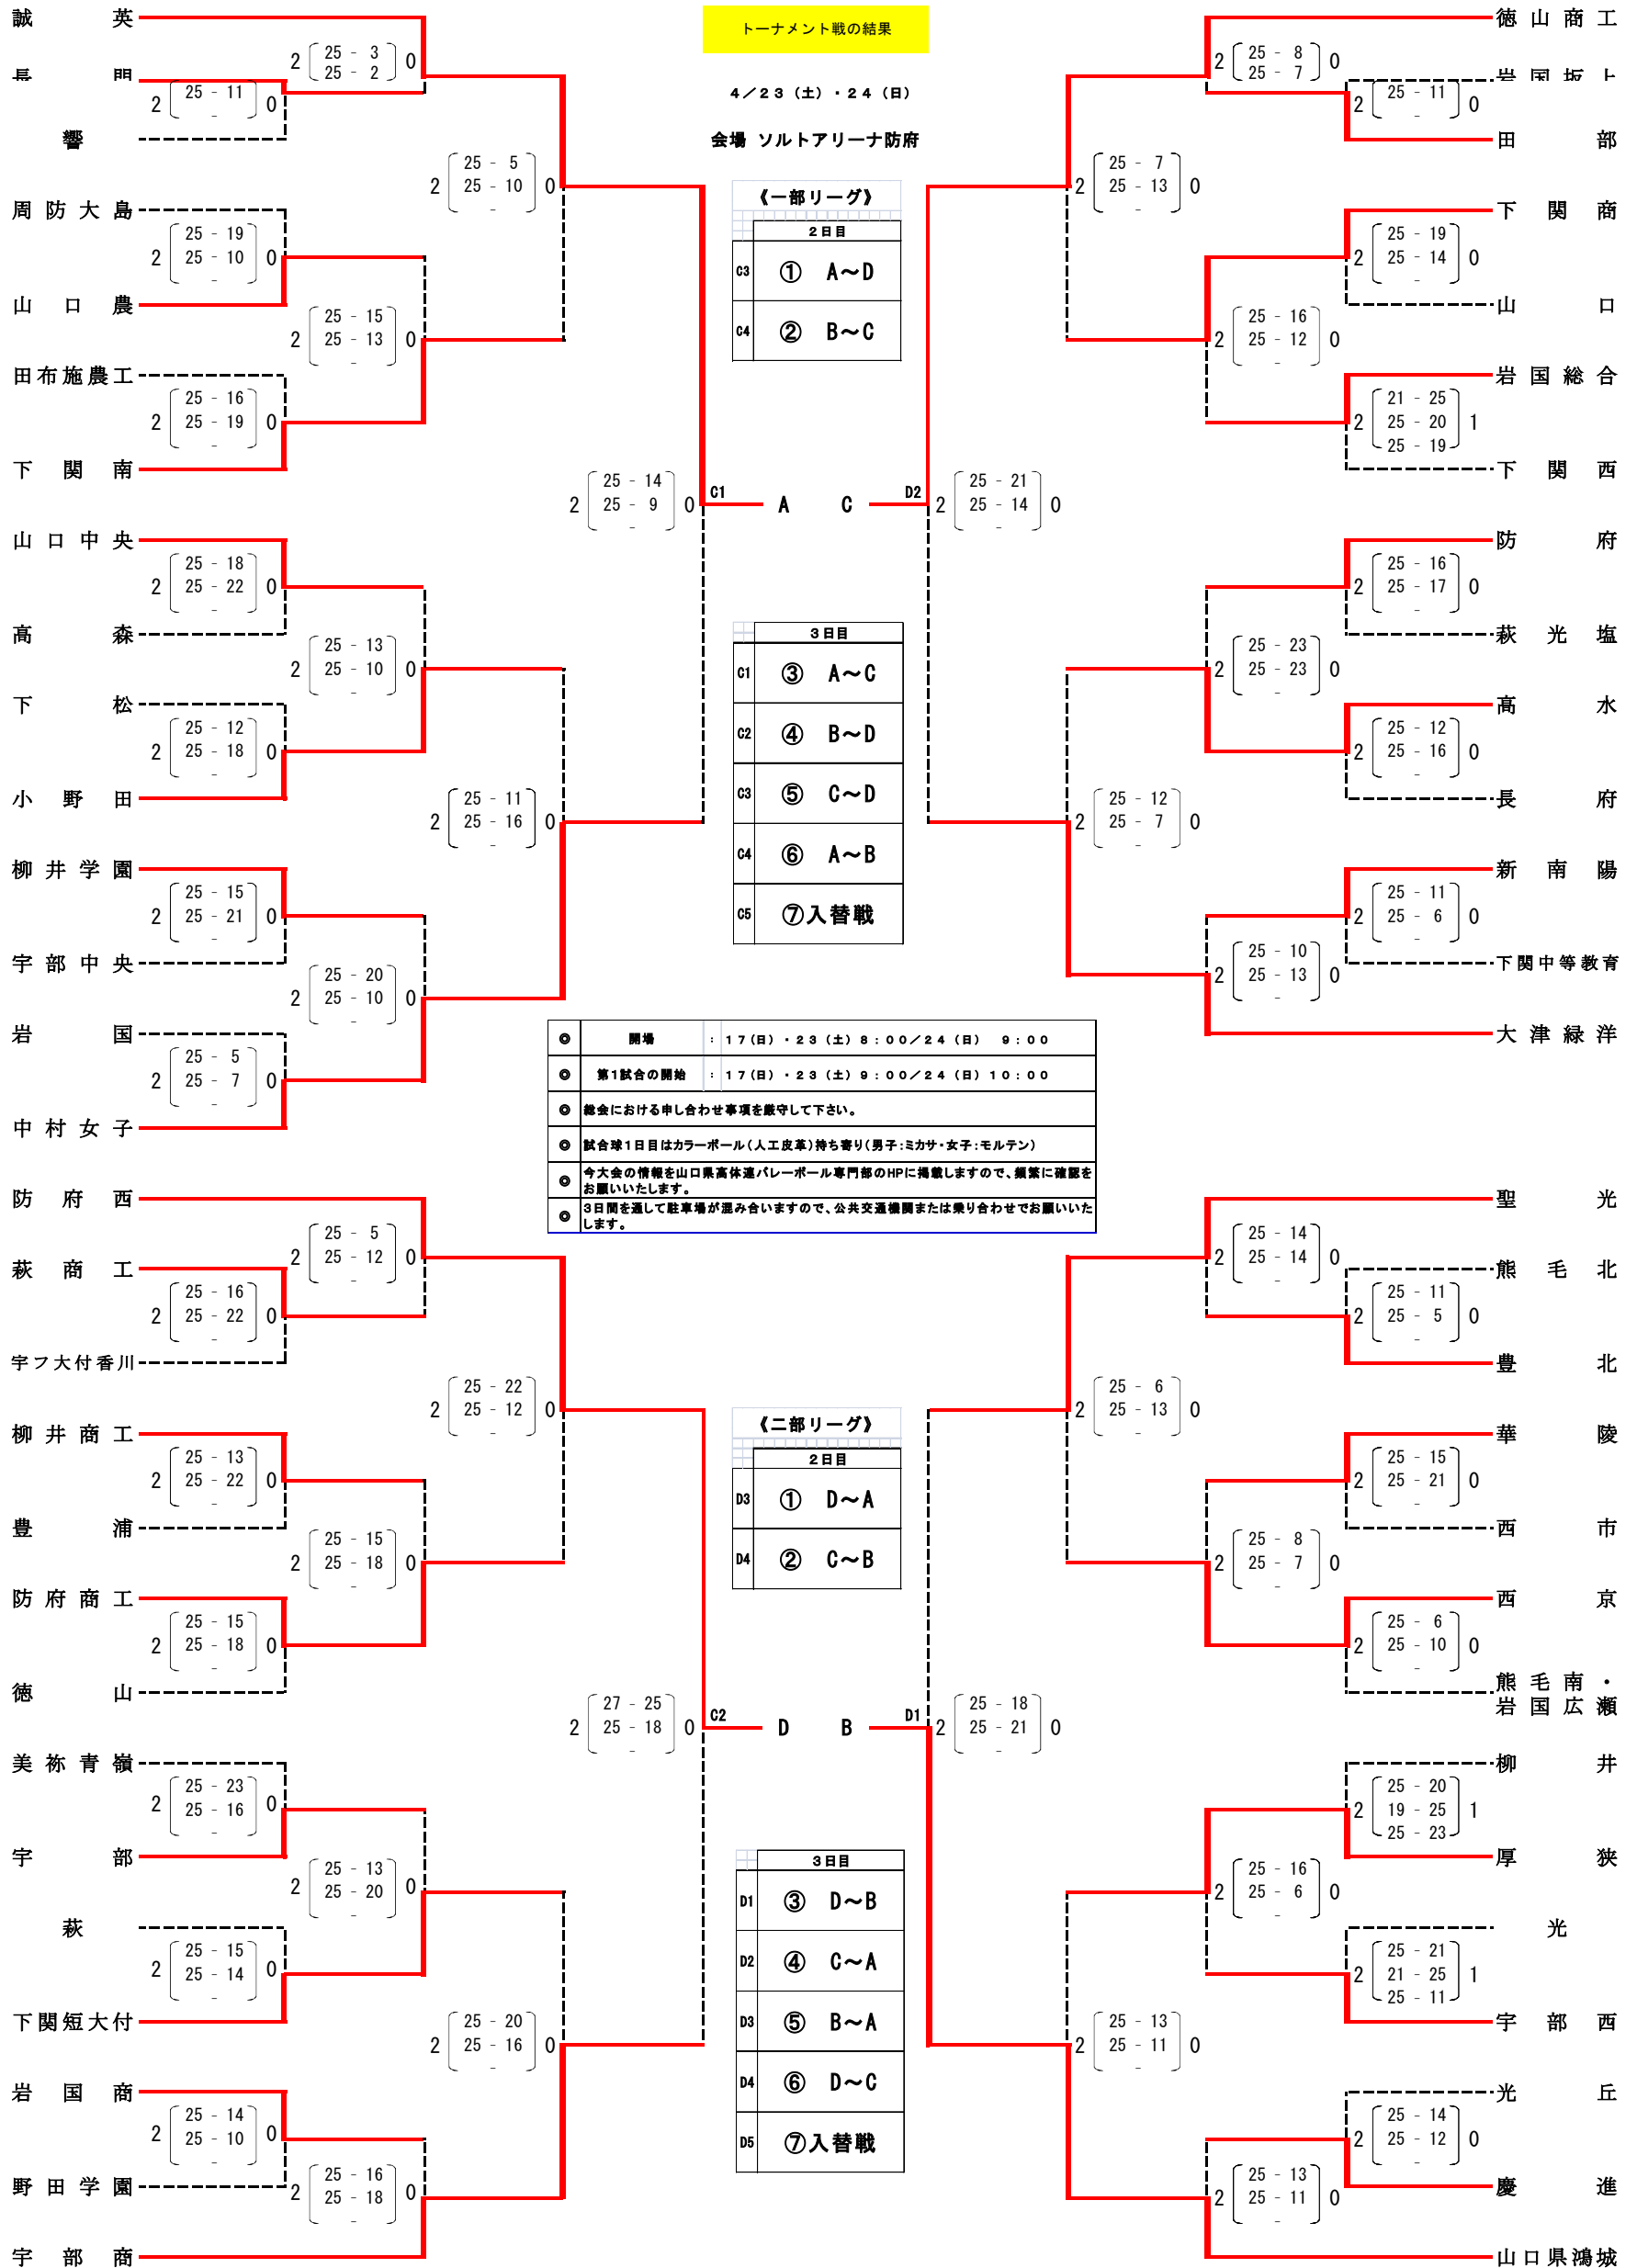 トーナメント戦の結果
4／23（土）・24（日）
会場 ソルトアリーナ防府
誠英
2 25 - 3 0
25 - 2
長門
2 25 - 11 0
-
響
2 25 - 5 0
25 - 10
-
周防大島
2 25 - 19 0
25 - 10
-
山口農
2 25 - 15 0
25 - 13
-
田布施農工
2 25 - 16 0
25 - 19
-
下関南
2 25 - 14 0
25 - 9
-
C1 A
山口中央
2 25 - 18 0
25 - 22
-
高森
2 25 - 13 0
25 - 10
-
下松
2 25 - 12 0
25 - 18
-
小野田
2 25 - 11 0
25 - 16
-
柳井学園
2 25 - 15 0
25 - 21
-
宇部中央
2 25 - 20 0
25 - 10
-
岩国
2 25 - 5 0
25 - 7
-
中村女子
徳山商工
2 25 - 8 0
25 - 7
岩国坂上
2 25 - 11 0
-
田部
2 25 - 7 0
25 - 13
-
下関商
2 25 - 19 0
25 - 14
-
山口
2 25 - 16 0
25 - 12
-
岩国総合
2 21 - 25 1
25 - 20
25 - 19
下関西
C D2
2 25 - 21 0
25 - 14
-
防府
2 25 - 16 0
25 - 17
-
萩光塩
2 25 - 23 0
25 - 23
-
高水
2 25 - 12 0
25 - 16
-
長府
2 25 - 12 0
25 - 7
-
新南陽
2 25 - 11 0
25 - 6
-
下関中等教育
2 25 - 10 0
25 - 13
-
大津緑洋
《一部リーグ》
2日目
C3 ① A～D
C4 ② B～C
3日目
C1 ③ A～C
C2 ④ B～D
C3 ⑤ C～D
C4 ⑥ A～B
C5 ⑦入替戦
◎ 開場 ：17(日)・23（土）8：00／24（日） 9：00
◎ 第1試合の開始 ：17(日)・23（土）9：00／24（日）10：00
◎ 総会における申し合わせ事項を厳守して下さい。
◎ 試合球1日目はカラーボール（人工皮革）持ち寄り（男子：ミカサ・女子：モルテン）
◎ 今大会の情報を山口県高体連バレーボール専門部のHPに掲載しますので、頻繁に確認を
お願いいたします。
◎ 3日間を通して駐車場が混み合いますので、公共交通機関または乗り合わせでお願いいた
します。
防府西
2 25 - 5 0
25 - 12
-
萩商工
2 25 - 16 0
25 - 22
-
宇フ大付香川
2 25 - 22 0
25 - 12
-
柳井商工
2 25 - 13 0
25 - 22
-
豊浦
2 25 - 15 0
25 - 18
-
防府商工
2 25 - 15 0
25 - 18
-
徳山
2 27 - 25 0
25 - 18
-
C2 D
美祢青嶺
2 25 - 23 0
25 - 16
-
宇部
2 25 - 13 0
25 - 20
-
萩
2 25 - 15 0
25 - 14
-
下関短大付
2 25 - 20 0
25 - 16
-
岩国商
2 25 - 14 0
25 - 10
-
野田学園
2 25 - 16 0
25 - 18
-
宇部商
聖光
2 25 - 14 0
25 - 14
-
熊毛北
2 25 - 11 0
25 - 5
-
豊北
2 25 - 6 0
25 - 13
-
華陵
2 25 - 15 0
25 - 21
-
西市
2 25 - 8 0
25 - 7
-
西京
2 25 - 6 0
25 - 10
-
熊毛南・
岩国広瀬
B D1
2 25 - 18 0
25 - 21
-
柳井
2 25 - 20 1
19 - 25
25 - 23
厚狭
2 25 - 16 0
25 - 6
-
光
2 25 - 21 1
21 - 25
25 - 11
宇部西
2 25 - 13 0
25 - 11
-
光丘
2 25 - 14 0
25 - 12
-
慶進
2 25 - 13 0
25 - 11
-
山口県鴻城
《二部リーグ》
2日目
D3 ① D～A
D4 ② C～B
3日目
D1 ③ D～B
D2 ④ C～A
D3 ⑤ B～A
D4 ⑥ D～C
D5 ⑦入替戦